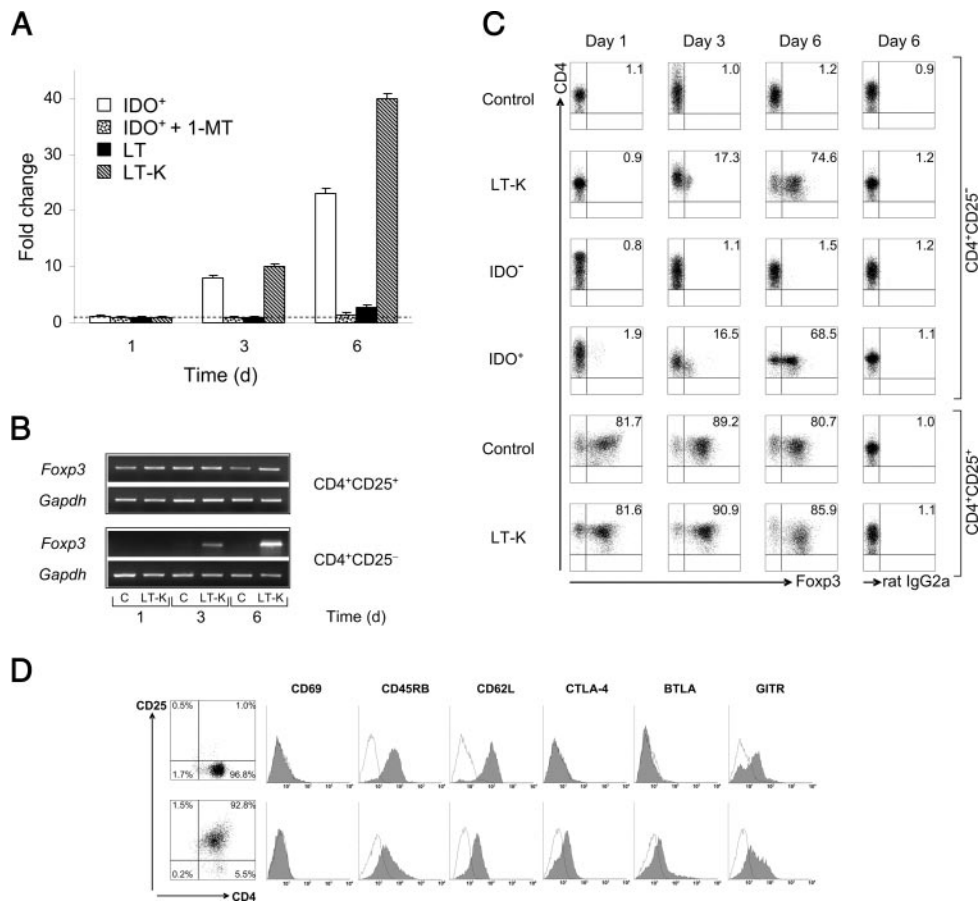 A
Fold change
40
30
20
10
0
IDO⁺
IDO⁺ + 1-MT
LT
LT-K
1 3 6
Time (d)
B
Foxp3
Gapdh
CD4⁺CD25⁺
Foxp3
Gapdh
CD4⁺CD25⁻
C LT-K C LT-K C LT-K
1 3 6 Time (d)
C
Day 1 Day 3 Day 6 Day 6
CD4
Control 1.1 1.0 1.2 0.9
LT-K 0.9 17.3 74.6 1.2
IDO⁻ 0.8 1.1 1.5 1.2
IDO⁺ 1.9 16.5 68.5 1.1
CD4⁺CD25⁻
Control 81.7 89.2 80.7 1.0
LT-K 81.6 90.9 85.9 1.1
CD4⁺CD25⁺
Foxp3 rat IgG2a
D
CD69 CD45RB CD62L CTLA-4 BTLA GITR
CD25
0.5% 1.0%
1.7% 96.8%
1.5% 92.8%
0.2% 5.5%
CD4